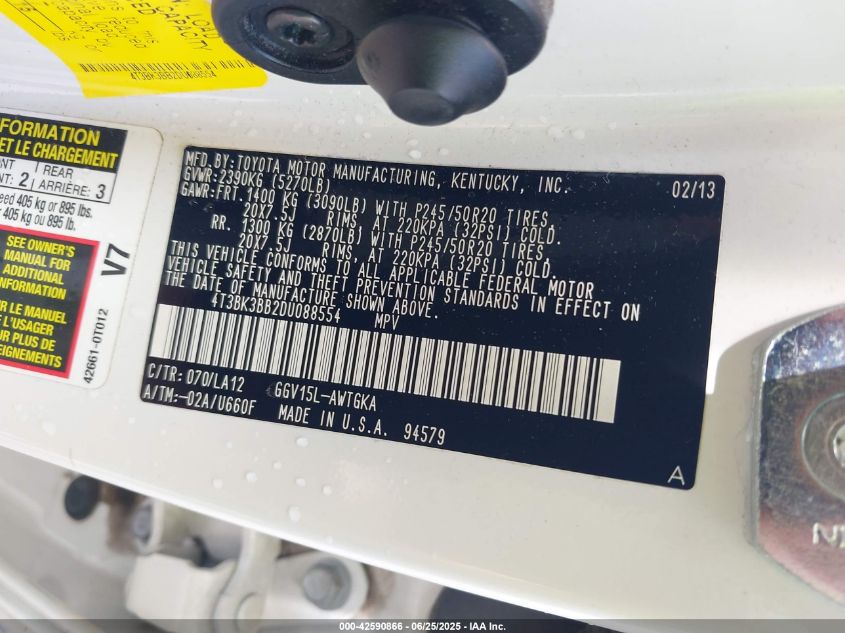 LOAD
CAPACITY
4T3BK3BB2DU088554
INFORMATION
ET LE CHARGEMENT
2
REAR
ARRIÈRE: 3
405 kg or 895 lbs.
405 kg ou 895 lb.
SEE OWNER'S
MANUAL FOR
ADDITIONAL
INFORMATION
LE MANUEL
L'USAGER
PLUS DE
V7
42661-0T012
MFD.BY:TOYOTA MOTOR MANUFACTURING, KENTUCKY, INC. 02/13
GVWR:2390KG (5270LB)
GAWR:FRT. 1400 KG (3090LB) WITH P245/50R20 TIRES,
20X7.5J RIMS, AT 220KPA (32PSI) COLD.
RR. 1300 KG (2870LB) WITH P245/50R20 TIRES,
20X7.5J RIMS, AT 220KPA (32PSI) COLD.
THIS VEHICLE CONFORMS TO ALL APPLICABLE FEDERAL MOTOR
VEHICLE SAFETY AND THEFT PREVENTION STANDARDS IN EFFECT ON
THE DATE OF MANUFACTURE SHOWN ABOVE.
4T3BK3BB2DU088554 MPV
C/TR: 070/LA12 GGV15L-AWTGKA
A/TM:-02A/U660F MADE IN U.S.A. 94579
A
000-42590866 - 06/25/2025 - IAA Inc.